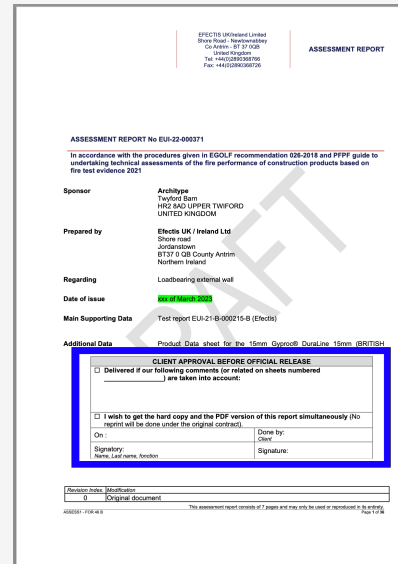 EFECTIS UK/Ireland Limited
Shore Road - Newtownabbey
Co Antrim - BT 37 0QB
United Kingdom
Tel: +44(0)2890368766
Fax: +44(0)2890368726
ASSESSMENT REPORT
ASSESSMENT REPORT No EUI-22-000371
In accordance with the procedures given in EGOLF recommendation 026-2018 and PFPF guide to
undertaking technical assessments of the fire performance of construction products based on
fire test evidence 2021
Sponsor
Architype
Twyford Barn
HR2 8AD UPPER TWIFORD
UNITED KINGDOM
Prepared by
Efectis UK / Ireland Ltd
Shore road
Jordanstown
BT37 0 QB County Antrim
Northern Ireland
Regarding
Loadbearing external wall
Date of issue
xxx of March 2023
Main Supporting Data
Test report EUI-21-B-000215-B (Efectis)
Additional Data
Product Data sheet for the 15mm Gyproc® DuraLine 15mm (BRITISH
CLIENT APPROVAL BEFORE OFFICIAL RELEASE
☐ Delivered if our following comments (or related on sheets numbered
____________________) are taken into account:
☐ I wish to get the hard copy and the PDF version of this report simultaneously (No
reprint will be done under the original contract).
On :
Done by:
Client
Signatory:
Name, Last name, fonction
Signature:
Revision Index. Modification
0 Original document
This assessment report consists of 7 pages and may only be used or reproduced in its entirety.
ASSESS1 - FOR 48 B
Page 1 of 36
DRAFT